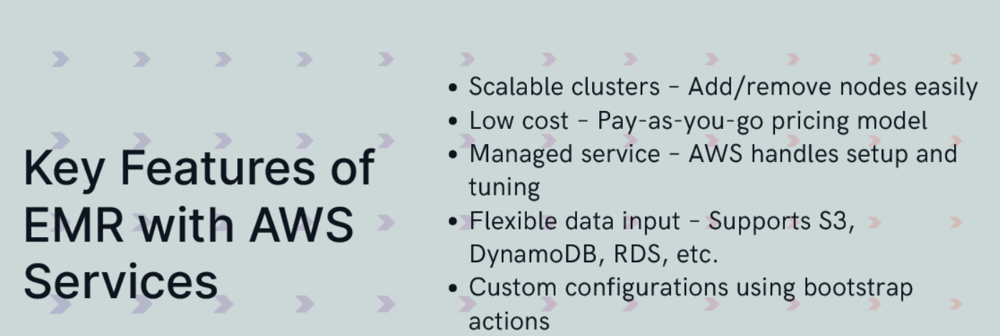 Key Features of
EMR with AWS
Services
• Scalable clusters – Add/remove nodes easily
• Low cost – Pay-as-you-go pricing model
• Managed service – AWS handles setup and
tuning
• Flexible data input – Supports S3,
DynamoDB, RDS, etc.
• Custom configurations using bootstrap
actions